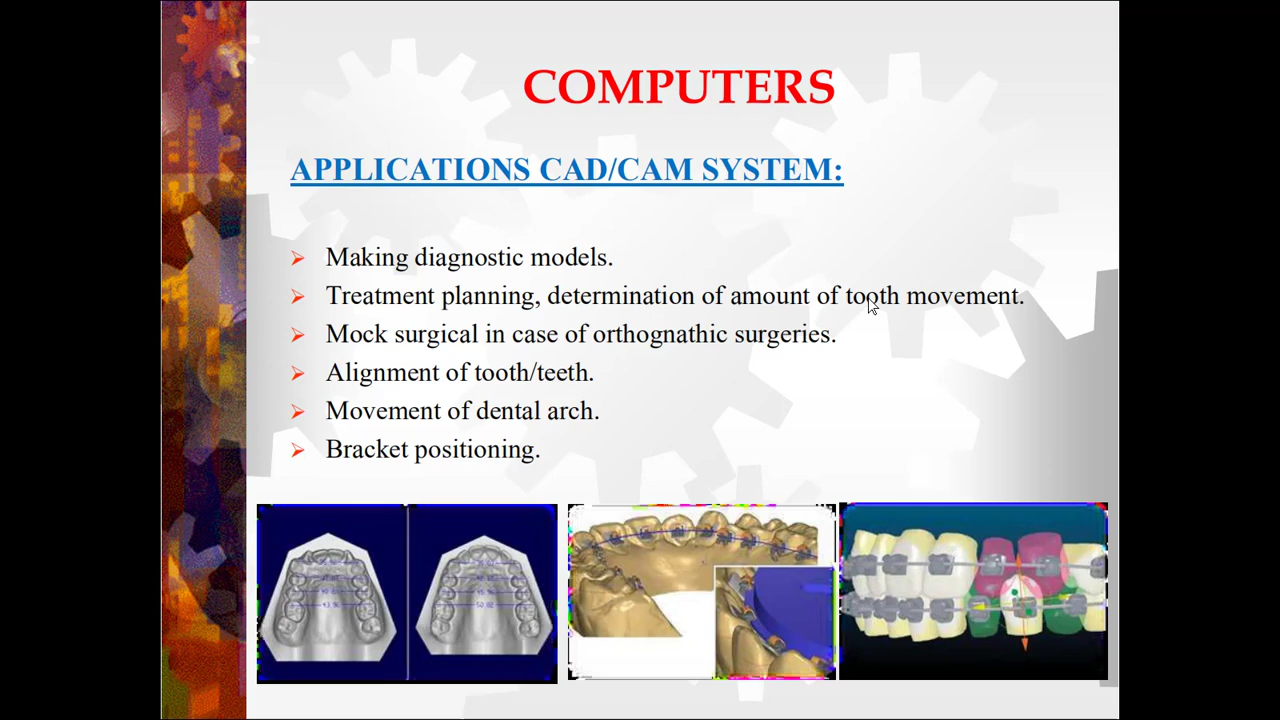 COMPUTERS
APPLICATIONS CAD/CAM SYSTEM:
Making diagnostic models.
Treatment planning, determination of amount of tooth movement.
Mock surgical in case of orthognathic surgeries.
Alignment of tooth/teeth.
Movement of dental arch.
Bracket positioning.